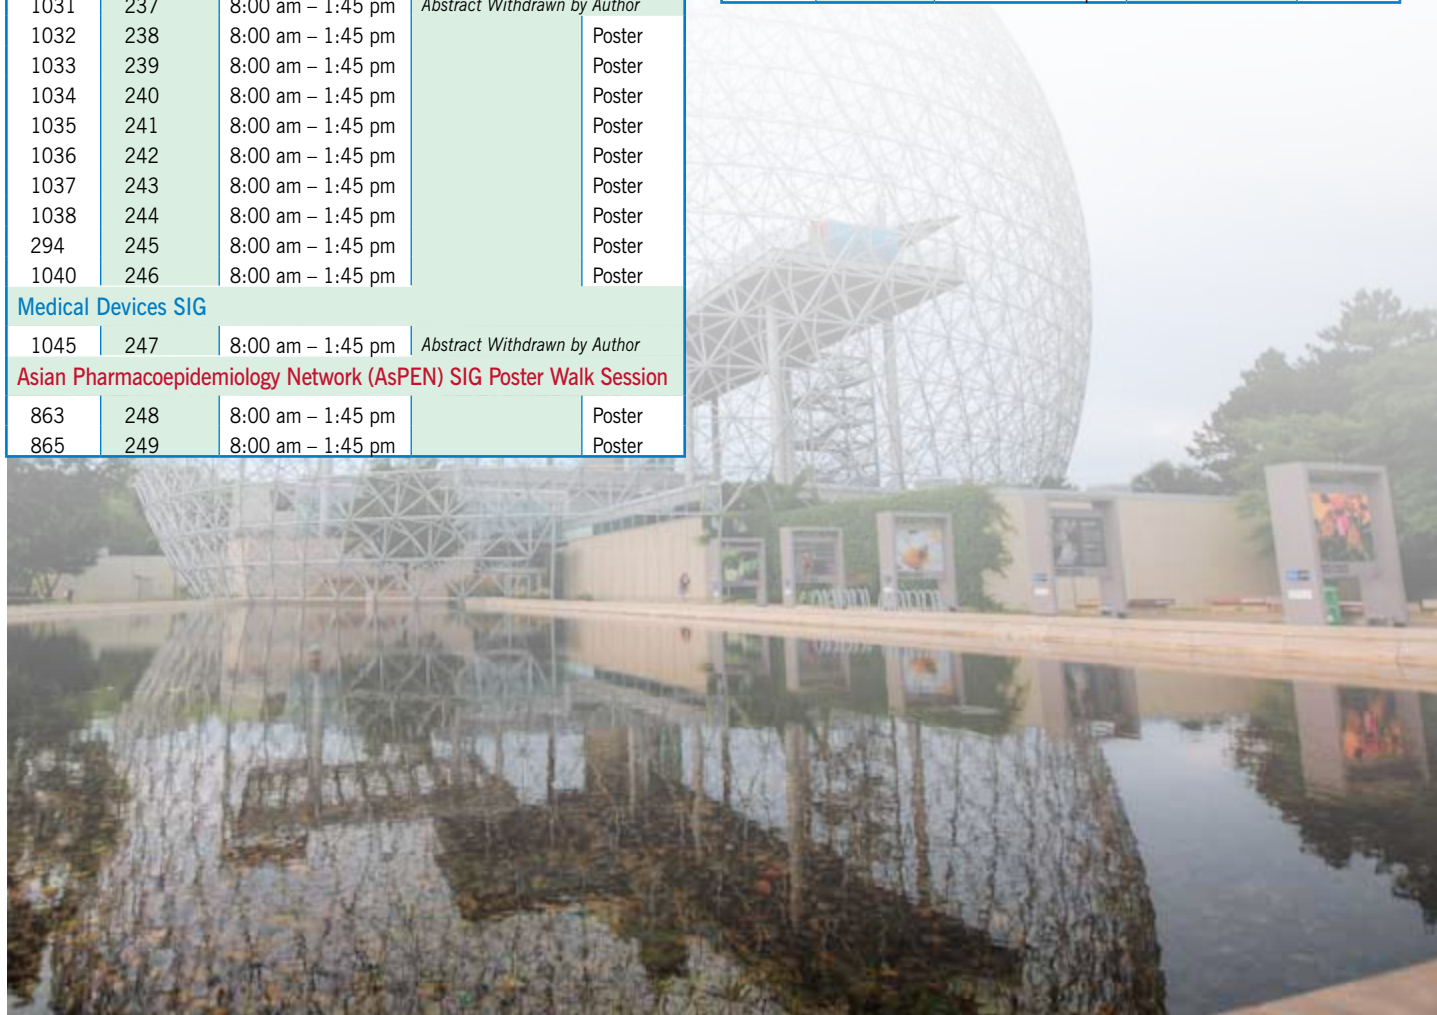 1031 237 8:00 am – 1:45 pm Abstract Withdrawn by Author
1032 238 8:00 am – 1:45 pm Poster
1033 239 8:00 am – 1:45 pm Poster
1034 240 8:00 am – 1:45 pm Poster
1035 241 8:00 am – 1:45 pm Poster
1036 242 8:00 am – 1:45 pm Poster
1037 243 8:00 am – 1:45 pm Poster
1038 244 8:00 am – 1:45 pm Poster
294 245 8:00 am – 1:45 pm Poster
1040 246 8:00 am – 1:45 pm Poster
Medical Devices SIG
1045 247 8:00 am – 1:45 pm Abstract Withdrawn by Author
Asian Pharmacoepidemiology Network (AsPEN) SIG Poster Walk Session
863 248 8:00 am – 1:45 pm Poster
865 249 8:00 am – 1:45 pm Poster